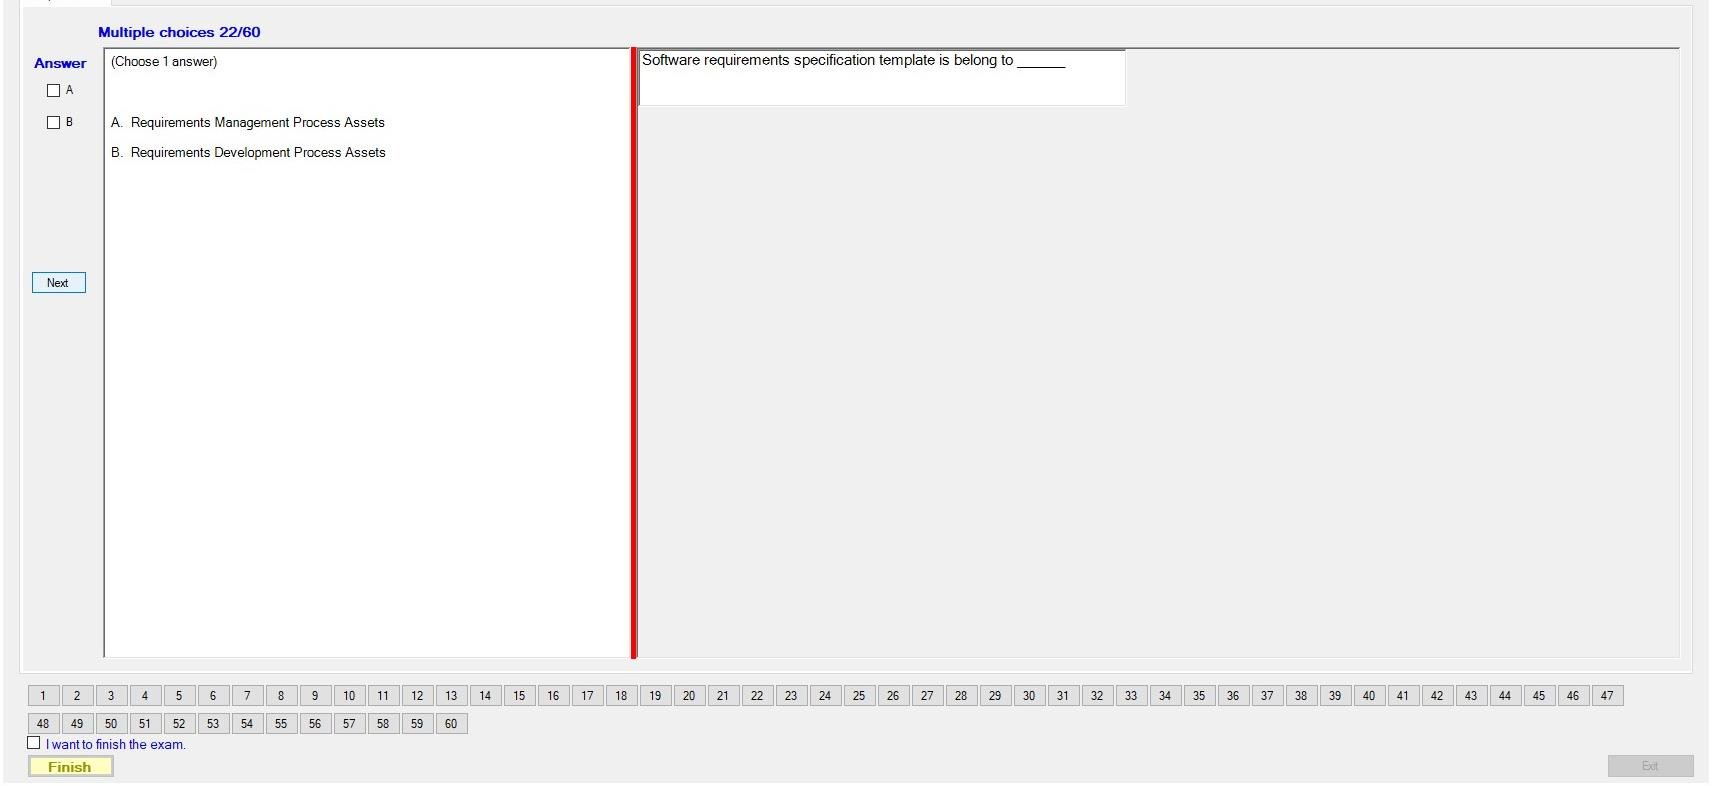 Multiple choices 22/60
Answer
A
B
Next
(Choose 1 answer)
A. Requirements Management Process Assets
B. Requirements Development Process Assets
Software requirements specification template is belong to ______
1 2 3 4 5 6 7 8 9 10 11 12 13 14 15 16 17 18 19 20 21 22 23 24 25 26 27 28 29 30 31 32 33 34 35 36 37 38 39 40 41 42 43 44 45 46 47
48 49 50 51 52 53 54 55 56 57 58 59 60
I want to finish the exam.
Finish
Exit